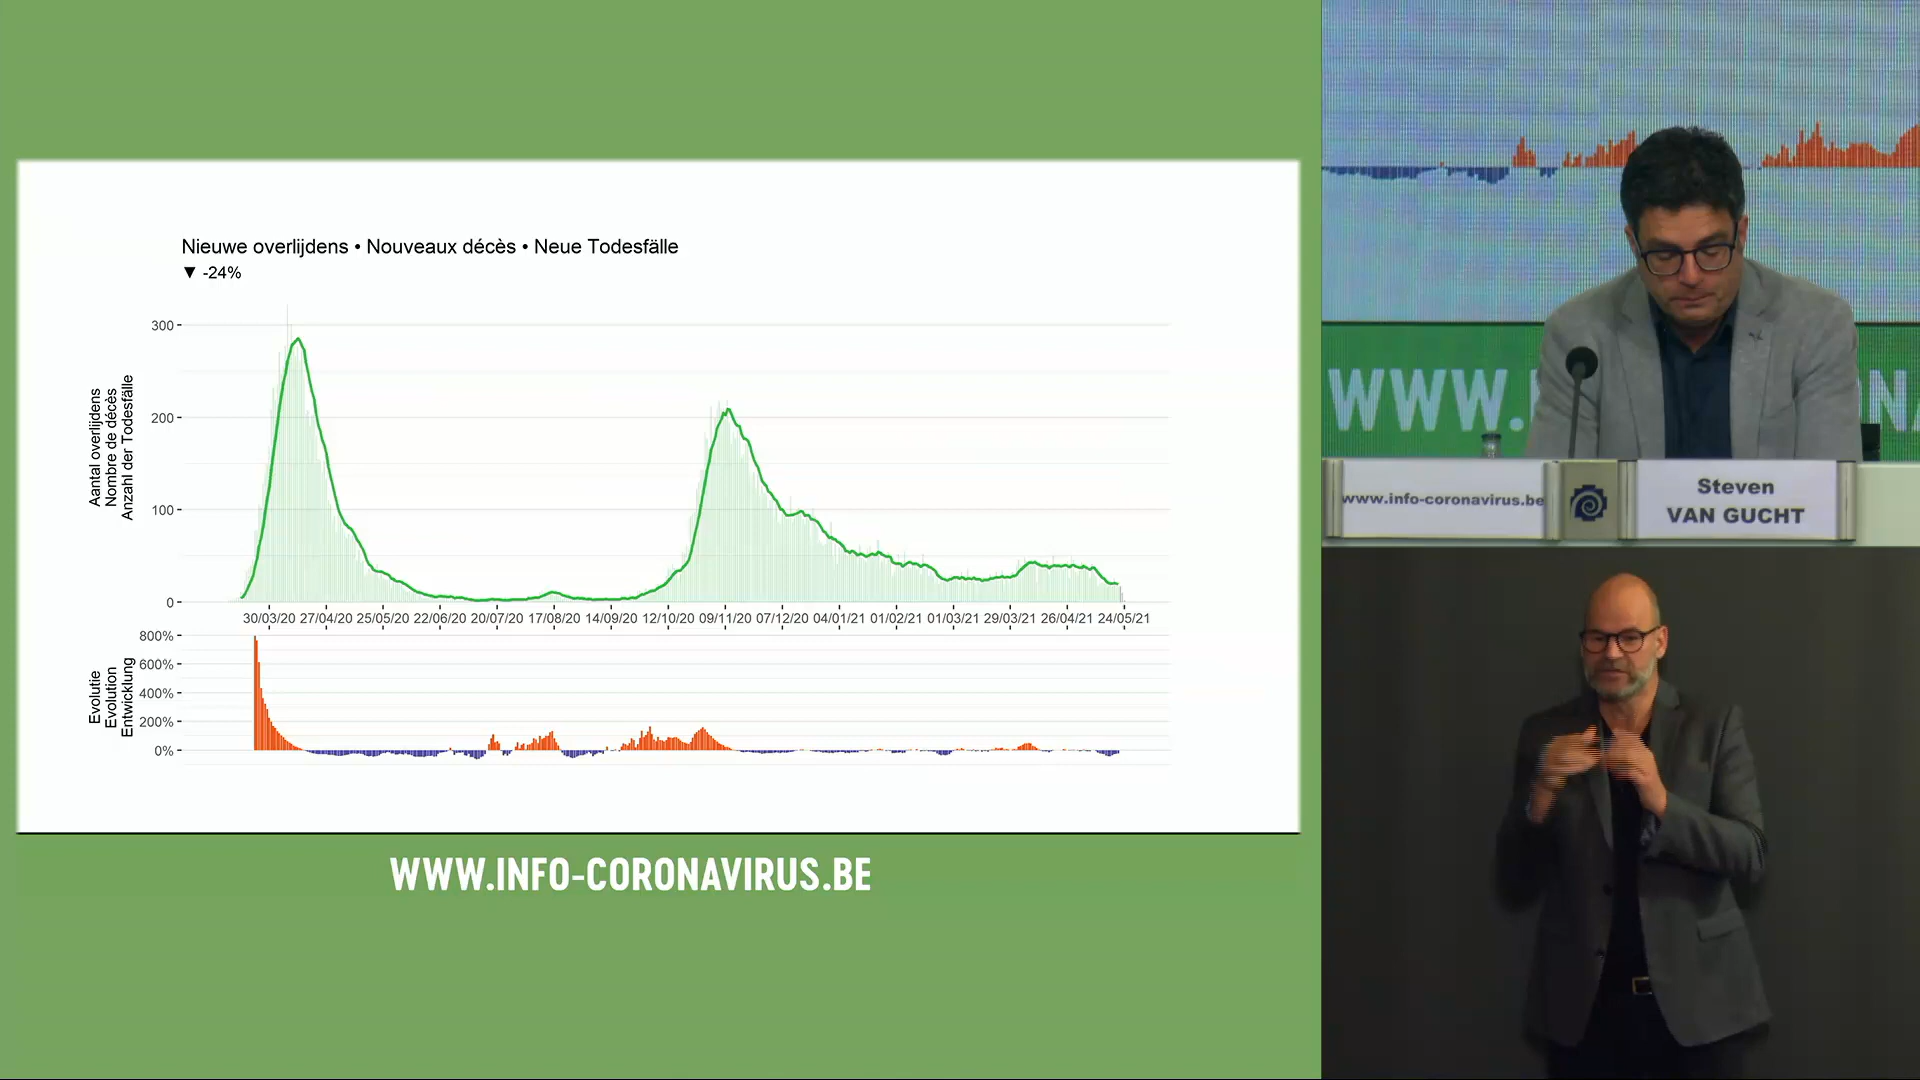 Nieuwe overlijdens • Nouveaux décès • Neue Todesfälle
▼ -24%
Aantal overlijdens
Nombre de décès
Anzahl der Todesfälle
300
200
100
0
30/03/20 27/04/20 25/05/20 22/06/20 20/07/20 17/08/20 14/09/20 12/10/20 09/11/20 07/12/20 04/01/21 01/02/21 01/03/21 29/03/21 26/04/21 24/05/21
Evolutie
Evolution
Entwicklung
800%
600%
400%
200%
0%
WWW.INFO-CORONAVIRUS.BE
WWW.
NA
www.info-coronavirus.be
Steven
VAN GUCHT